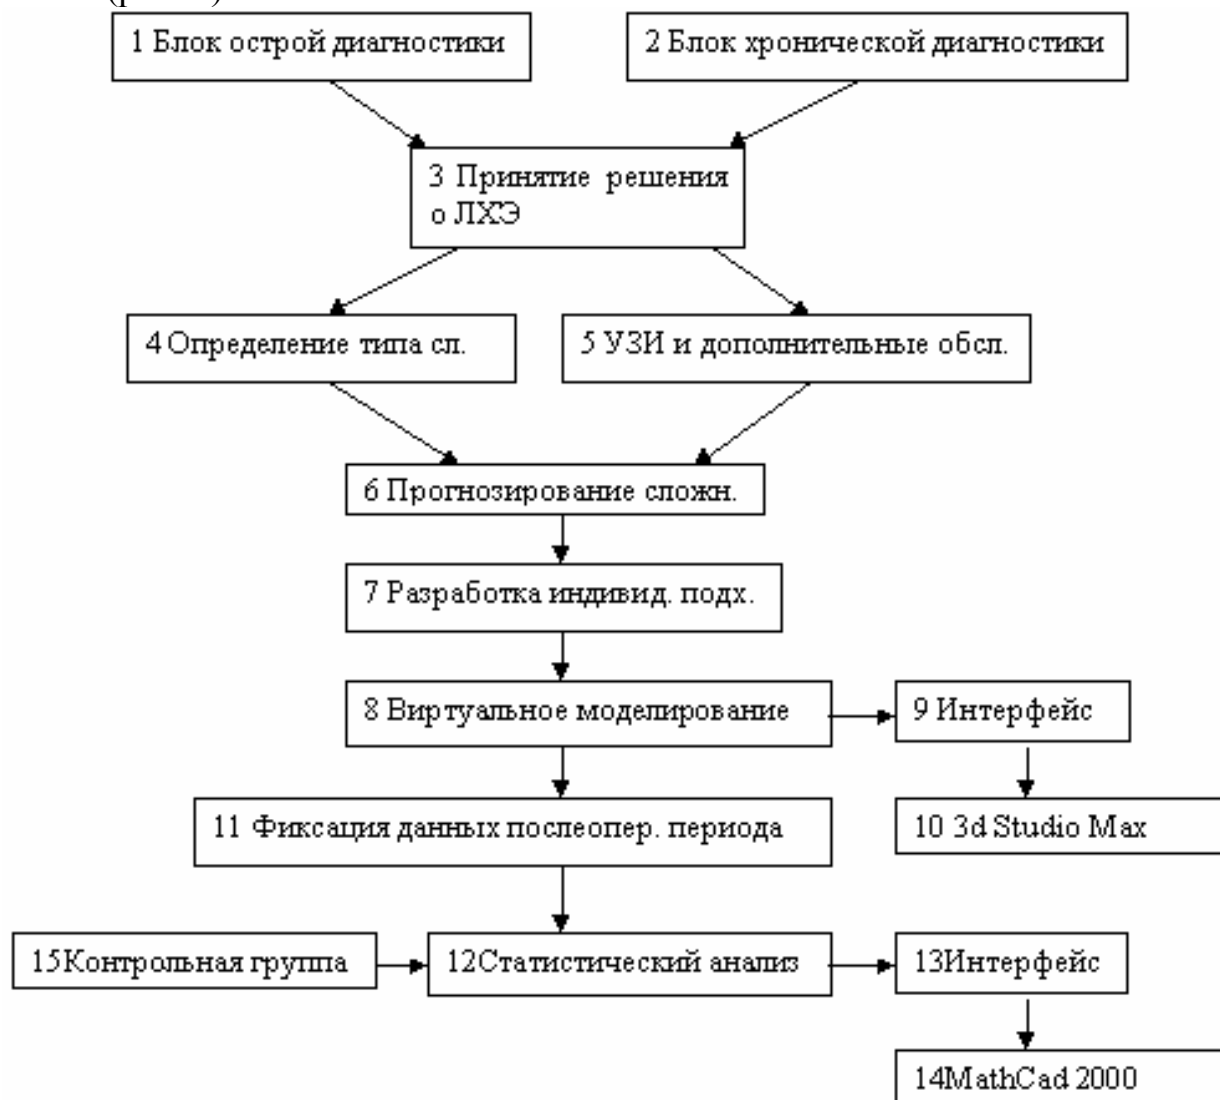 1 Блок острой диагностики
2 Блок хронической диагностики
3 Принятие решения
о ЛХЭ
4 Определение типа сл.
5 УЗИ и дополнительные обсл.
6 Прогнозирование сложн.
7 Разработка индивид. подх.
8 Виртуальное моделирование
9 Интерфейс
11 Фиксация данных послеопер. периода
10 3d Studio Max
15Контрольная группа
12Статистический анализ
13Интерфейс
14MathCad 2000